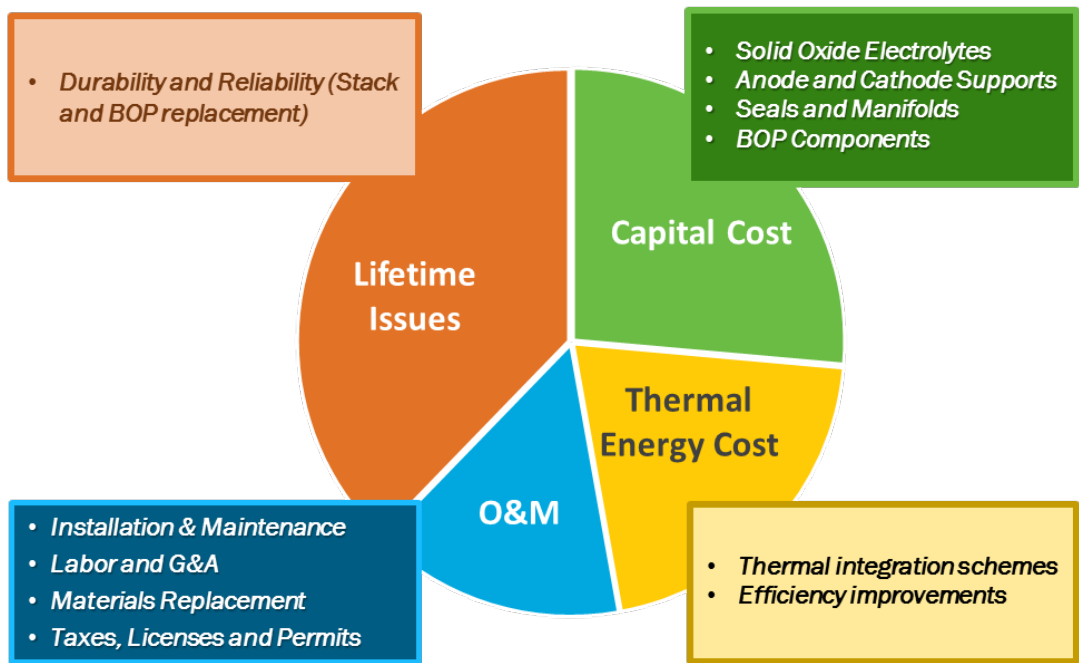 • Durability and Reliability (Stack
and BOP replacement)
• Solid Oxide Electrolytes
• Anode and Cathode Supports
• Seals and Manifolds
• BOP Components
Lifetime
Issues
Capital Cost
Thermal
Energy Cost
O&M
• Installation & Maintenance
• Labor and G&A
• Materials Replacement
• Taxes, Licenses and Permits
• Thermal integration schemes
• Efficiency improvements